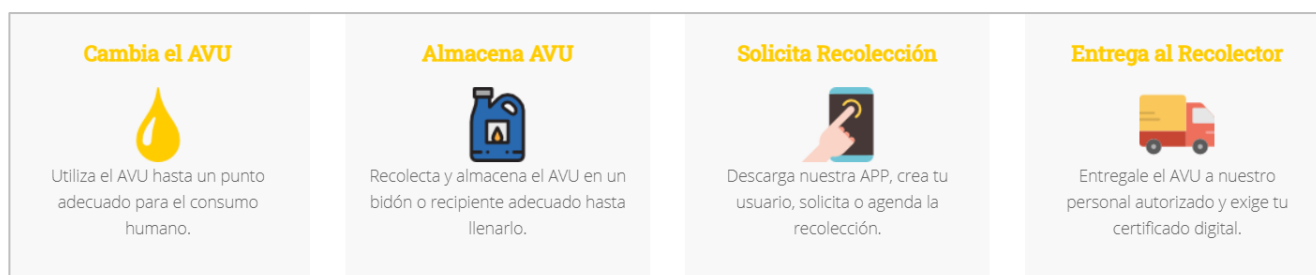 Cambia el AVU
Utiliza el AVU hasta un punto
adecuado para el consumo
humano.
Almacena AVU
Recolecta y almacena el AVU en un
bidón o recipiente adecuado hasta
llenarlo.
Solicita Recolección
Descarga nuestra APP, crea tu
usuario, solicita o agenda la
recolección.
Entrega al Recolector
Entregale el AVU a nuestro
personal autorizado y exige tu
certificado digital.